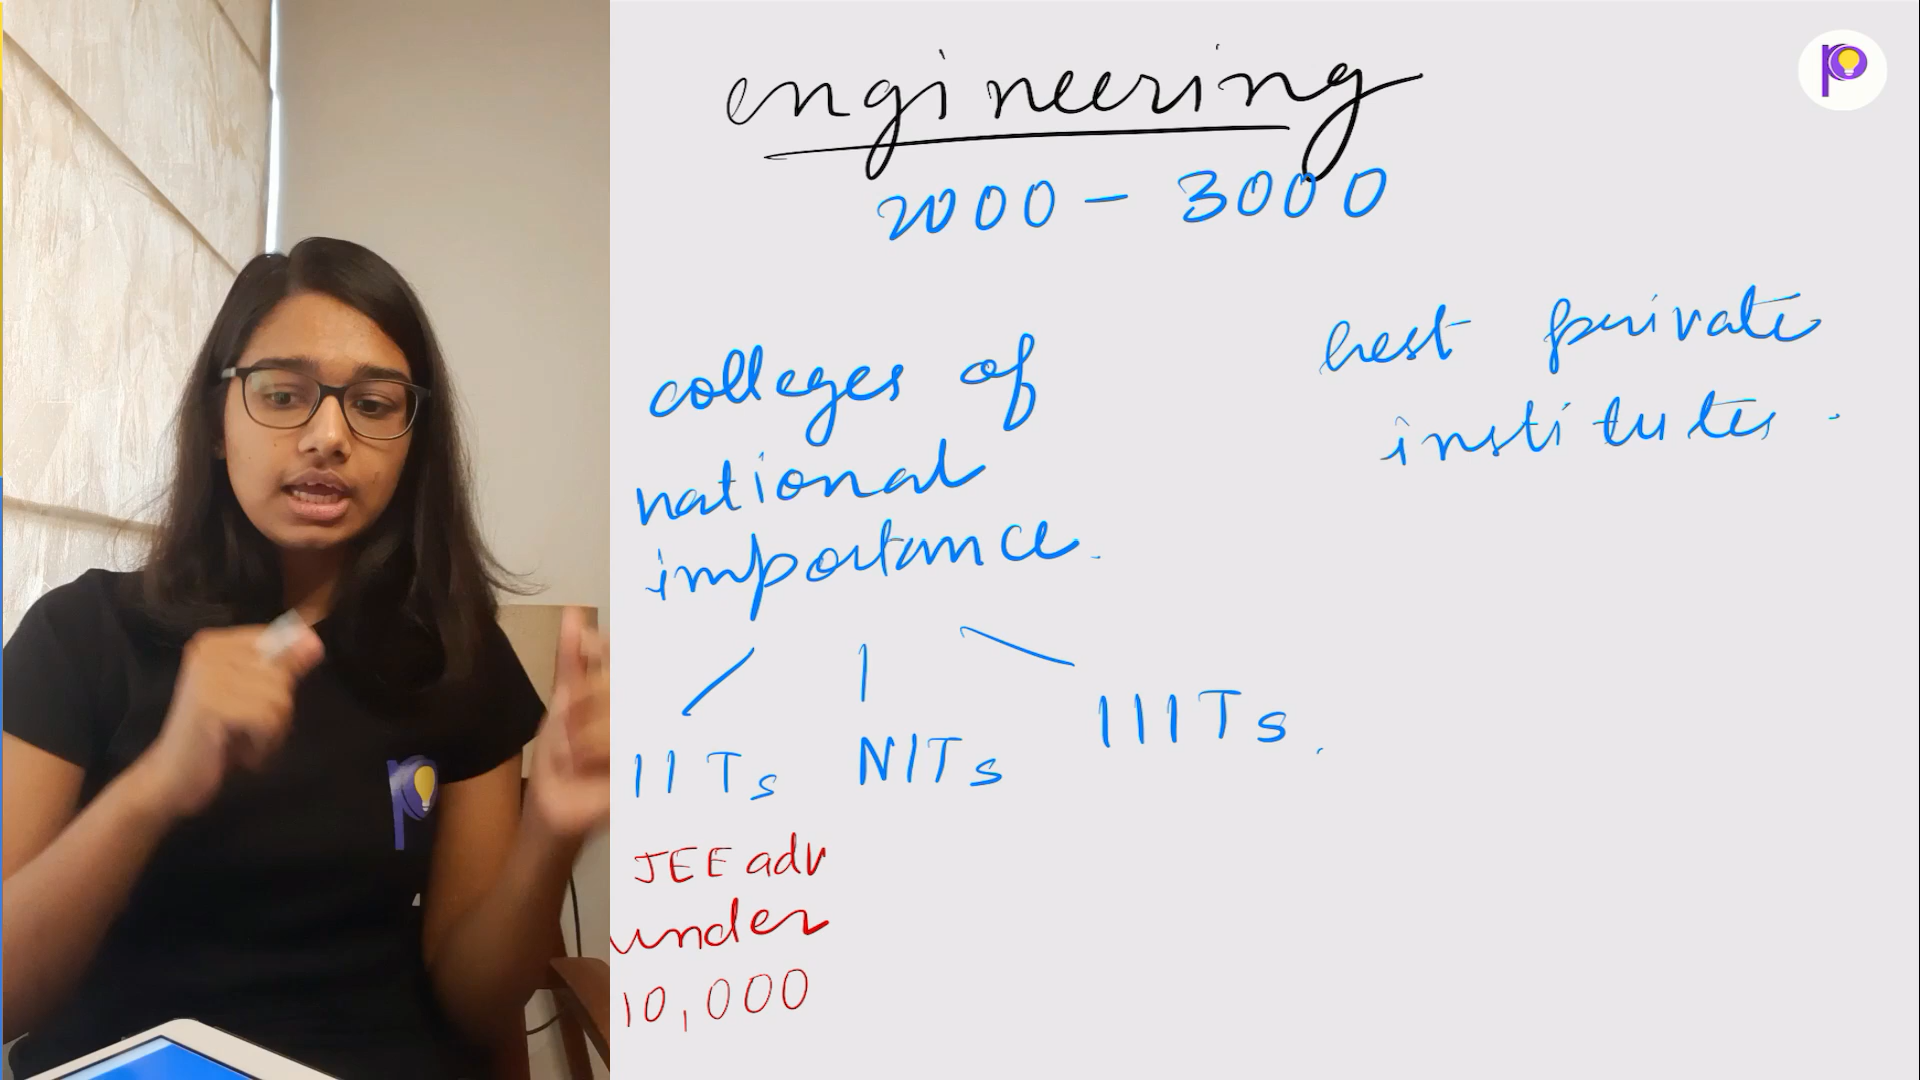 engineering
2000 - 3000
colleges of
national
importance.
best private
institutes.
IITs
NITs
IIITs.
JEE adv
under
10,000